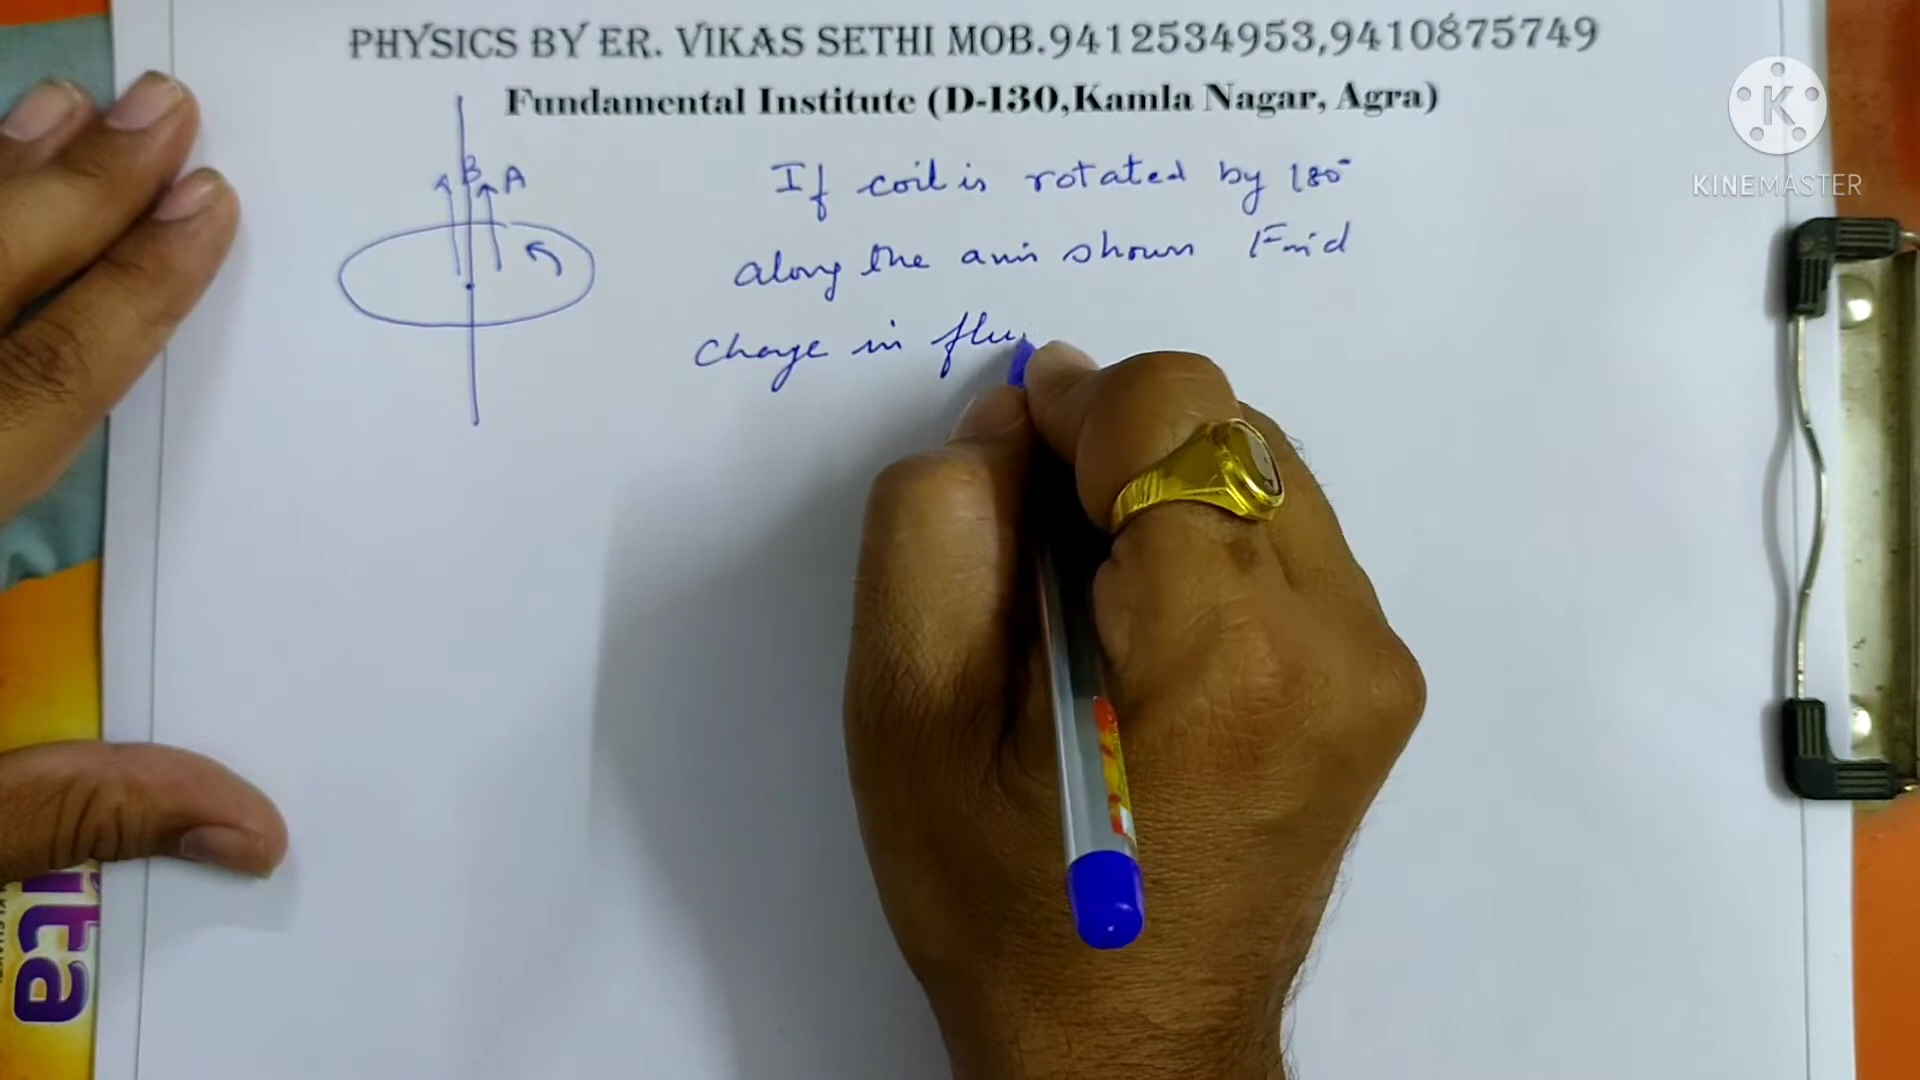 PHYSICS BY ER. VIKAS SETHI MOB.9412534953,9410875749
Fundamental Institute (D-130,Kamla Nagar, Agra)
K
KINEMASTER
B A
If coil is rotated by 180°
along the axis shown Find
change in flu
ita